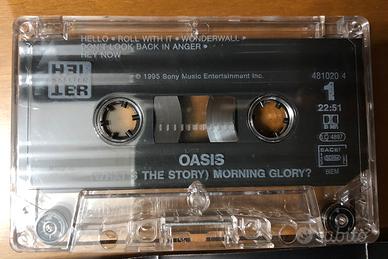 HELLO • ROLL WITH IT • WONDERWALL •
DON'T LOOK BACK IN ANGER •
HEY NOW
HEL
TER
℗ 1995 Sony Music Entertainment Inc.
481020 4
1
22:51
OASIS
(WHAT'S THE STORY) MORNING GLORY?
BIEM
subito